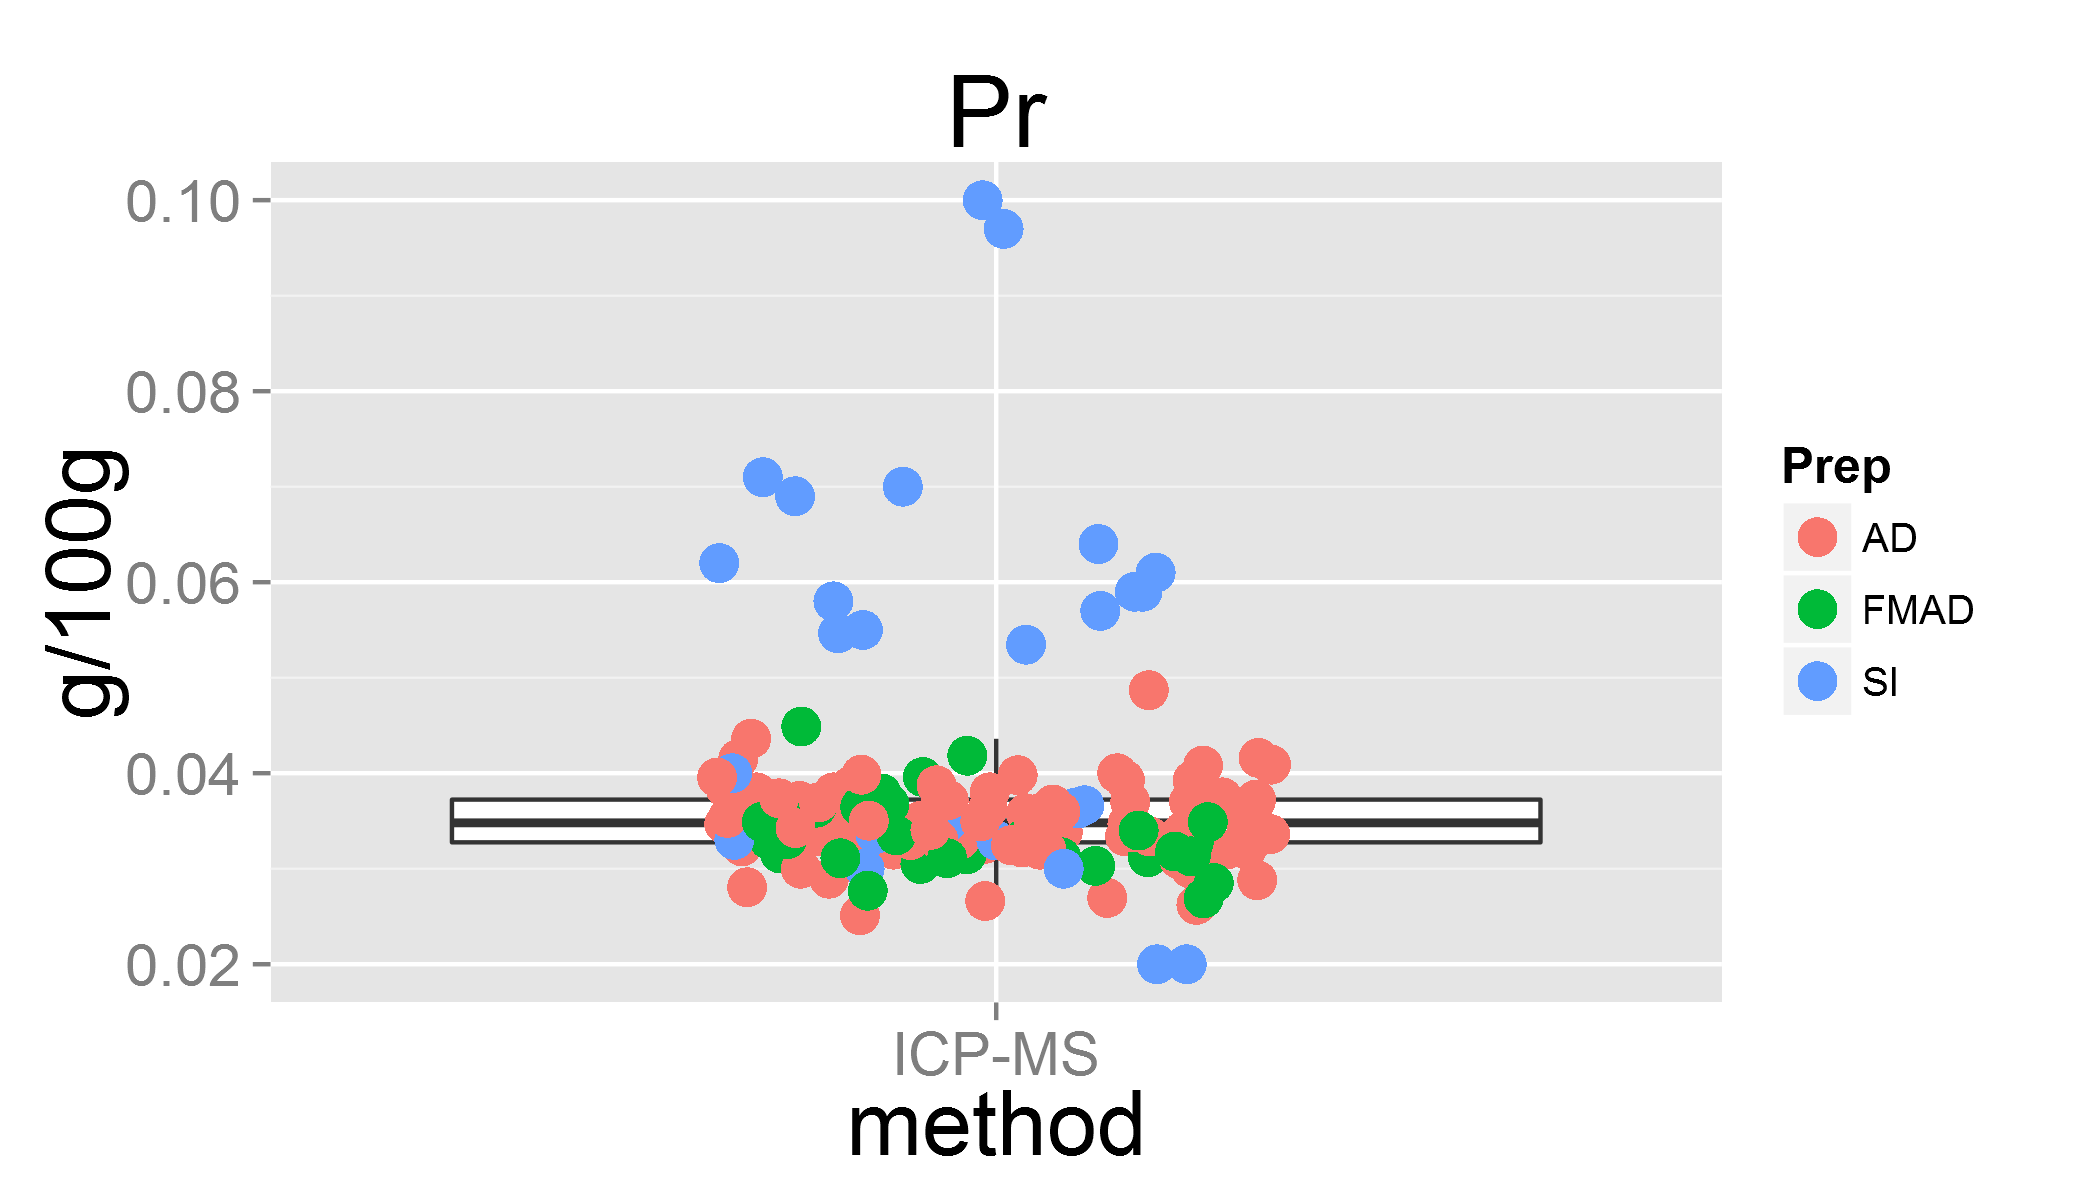 Pr
g/100g
0.10
0.08
0.06
0.04
0.02
ICP-MS
method
Prep
AD
FMAD
SI